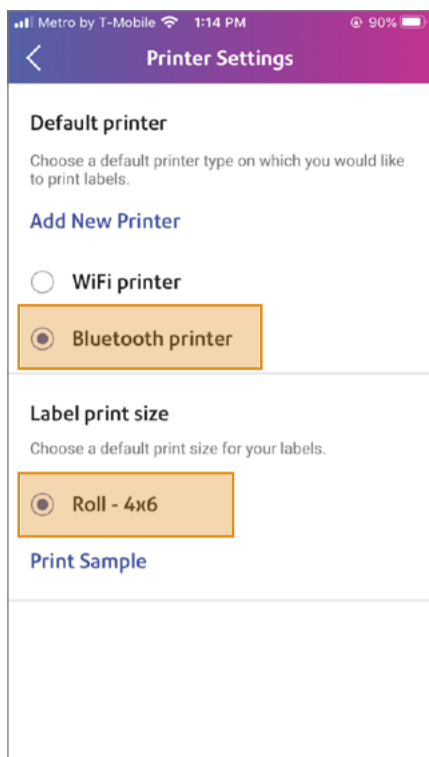 Metro by T-Mobile 1:14 PM 90%
Printer Settings
Default printer
Choose a default printer type on which you would like
to print labels.
Add New Printer
WiFi printer
Bluetooth printer
Label print size
Choose a default print size for your labels.
Roll - 4x6
Print Sample